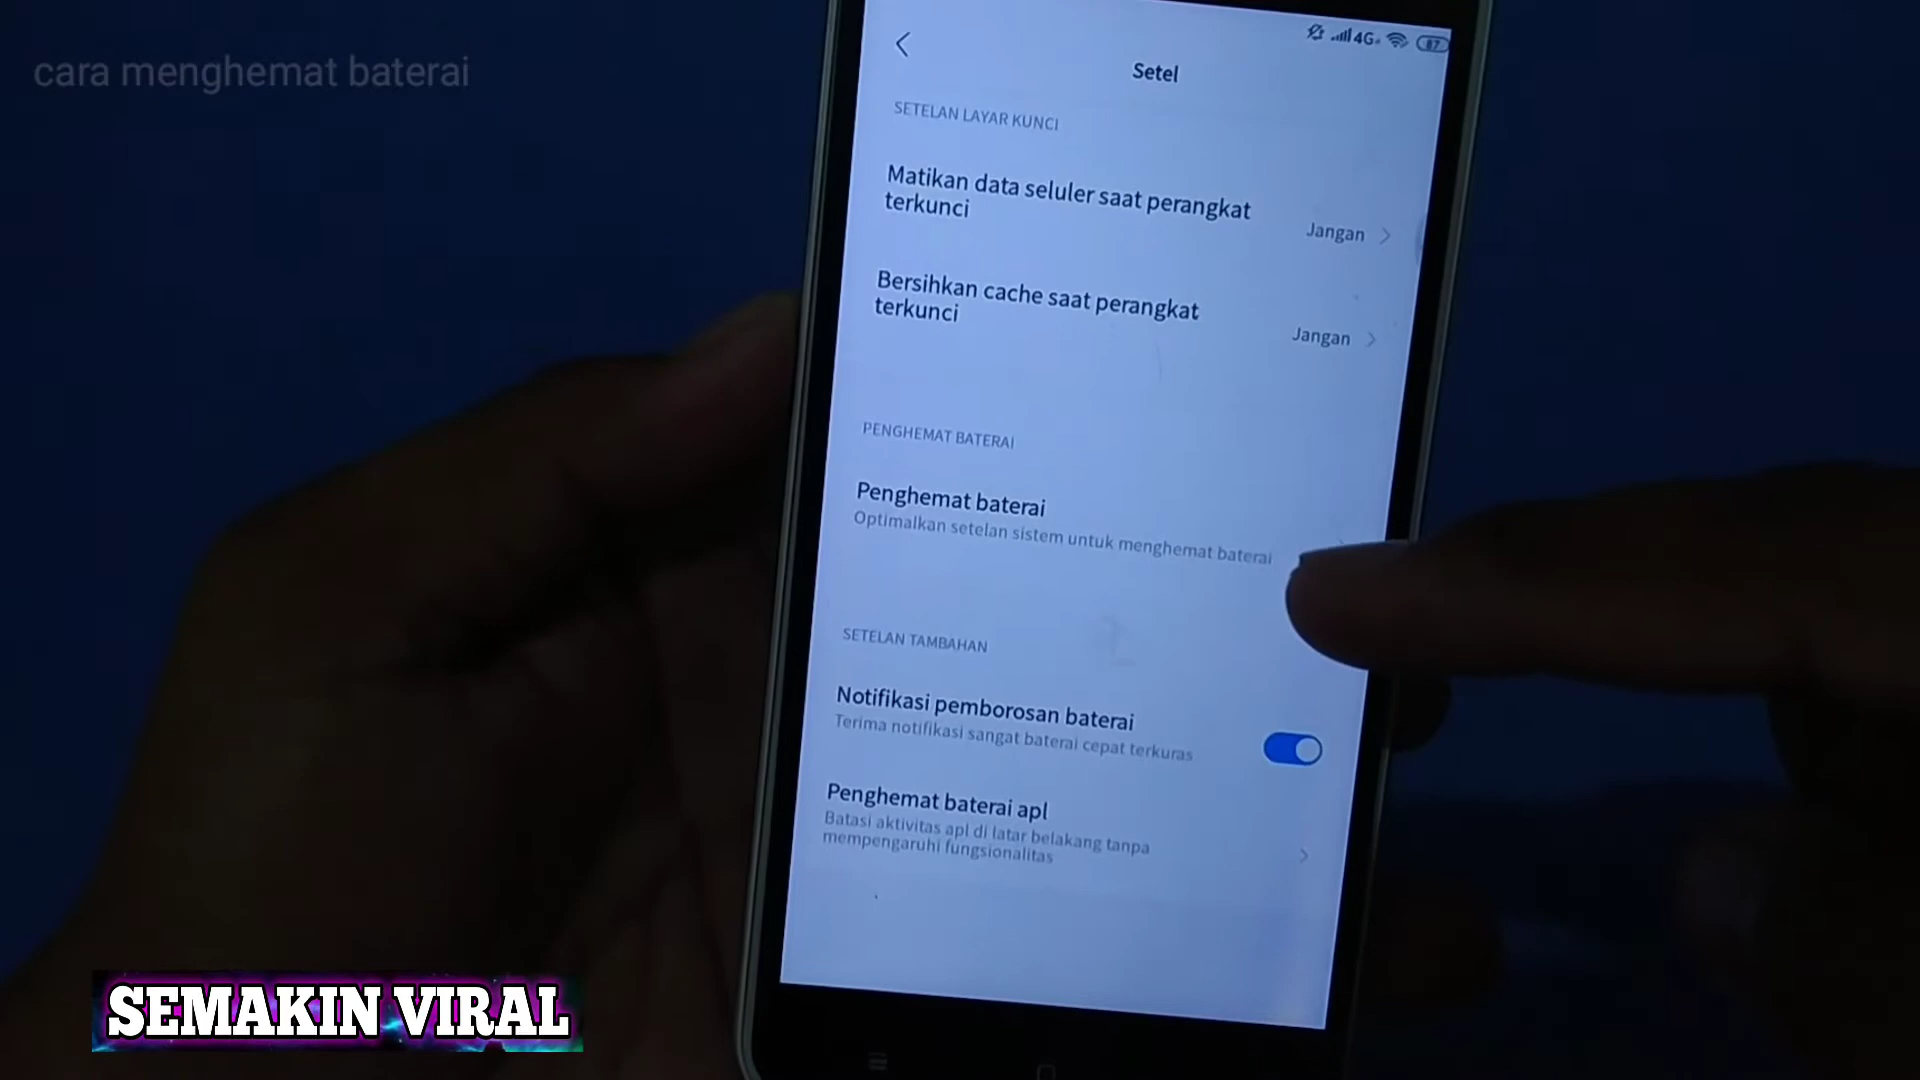 cara menghemat baterai
4G+ 87
Setel
SETELAN LAYAR KUNCI
Matikan data seluler saat perangkat
terkunci
Jangan
Bersihkan cache saat perangkat
terkunci
Jangan
PENGHEMAT BATERAI
Penghemat baterai
Optimalkan setelan sistem untuk menghemat baterai
SETELAN TAMBAHAN
Notifikasi pemborosan baterai
Terima notifikasi sangat baterai cepat terkuras
Penghemat baterai apl
Batasi aktivitas apl di latar belakang tanpa
mempengaruhi fungsionalitas
SEMAKIN VIRAL